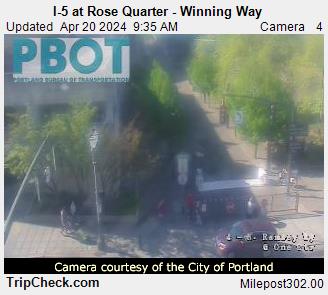 I-5 at Rose Quarter - Winning Way
Updated Apr 20 2024 9:35 AM Camera 4
PBOT
PORTLAND BUREAU OF TRANSPORTATION
Camera courtesy of the City of Portland
TripCheck.com Milepost302.00